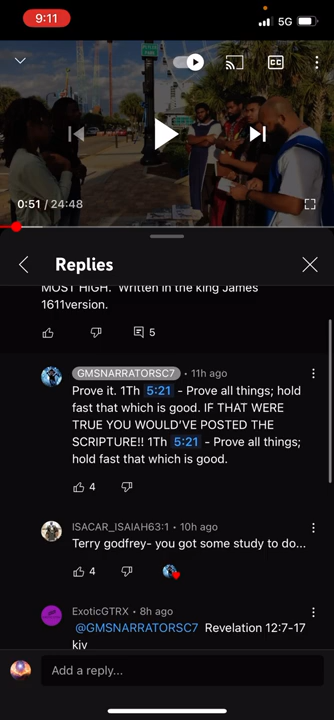 9:11
5G
CC
0:51 / 24:48
Replies
MOST HIGH. Written in the king James
1611version.
5
GMSNARRATORSC7 • 11h ago
Prove it. 1Th 5:21 - Prove all things; hold
fast that which is good. IF THAT WERE
TRUE YOU WOULD'VE POSTED THE
SCRIPTURE!! 1Th 5:21 - Prove all things;
hold fast that which is good.
4
ISACAR_ISAIAH63:1 • 10h ago
Terry godfrey- you got some study to do...
4
ExoticGTRX • 8h ago
@GMSNARRATORSC7 Revelation 12:7-17
kjv
Add a reply...